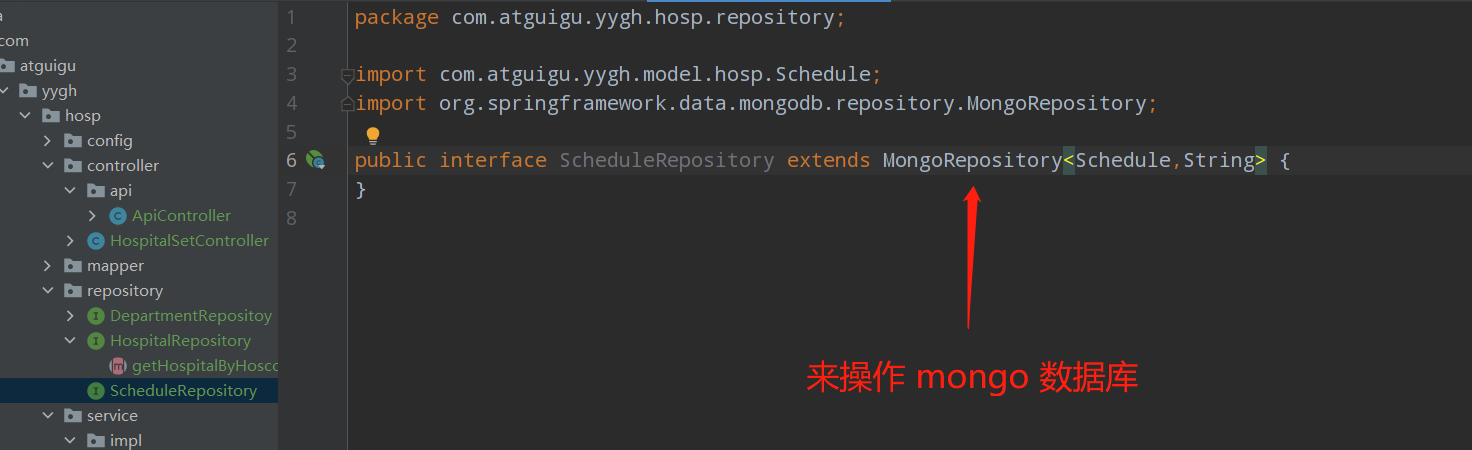 a
com
atguigu
yygh
hosp
config
controller
api
ApiController
HospitalSetController
mapper
repository
DepartmentRepositoy
HospitalRepository
getHospitalByHosc
ScheduleRepository
service
impl
1 package com.atguigu.yygh.hosp.repository;
2
3 import com.atguigu.yygh.model.hosp.Schedule;
4 import org.springframework.data.mongodb.repository.MongoRepository;
5
6 public interface ScheduleRepository extends MongoRepository<Schedule,String> {
7 }
8
来操作 mongo 数据库